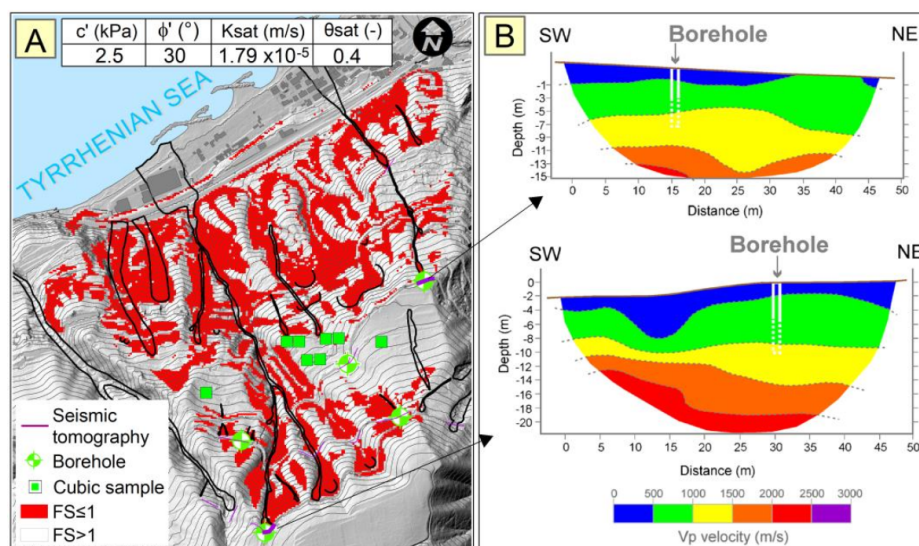 A
c' (kPa) ϕ' (°) Ksat (m/s) θsat (-)
2.5 30 1.79 x10⁻⁵ 0.4
N
TYRRHENIAN SEA
Seismic
tomography
Borehole
Cubic sample
FS≤1
FS>1
B
SW Borehole NE
Depth (m)
-1
-3
-5
-7
-9
-11
-13
-15
0 5 10 15 20 25 30 35 40 45 50
Distance (m)
Borehole
SW NE
Depth (m)
0
-2
-4
-6
-8
-10
-12
-14
-16
-18
-20
0 5 10 15 20 25 30 35 40 45 50
Distance (m)
0 500 1000 1500 2000 2500 3000
Vp velocity (m/s)